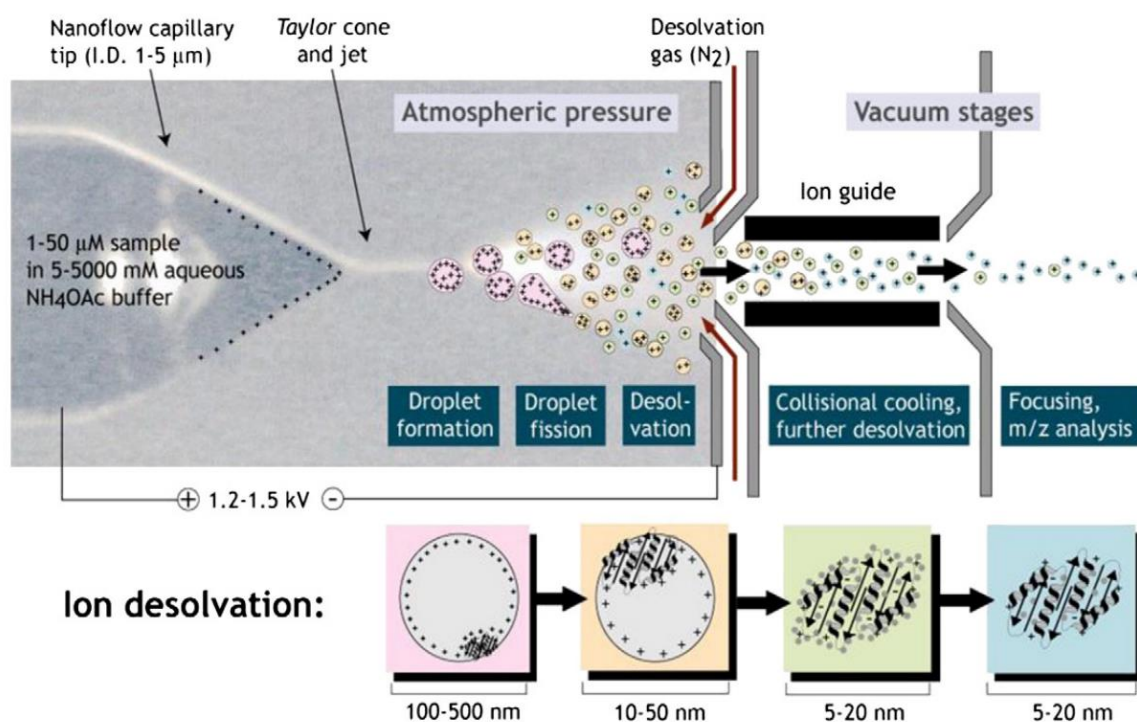 Nanoflow capillary
tip (I.D. 1-5 μm)
Taylor cone
and jet
Desolvation
gas (N2)
Atmospheric pressure
Vacuum stages
Ion guide
1-50 μM sample
in 5-5000 mM aqueous
NH4OAc buffer
Droplet
formation
Droplet
fission
Desol-
vation
Collisional cooling,
further desolvation
Focusing,
m/z analysis
+ 1.2-1.5 kV -
Ion desolvation:
100-500 nm
10-50 nm
5-20 nm
5-20 nm